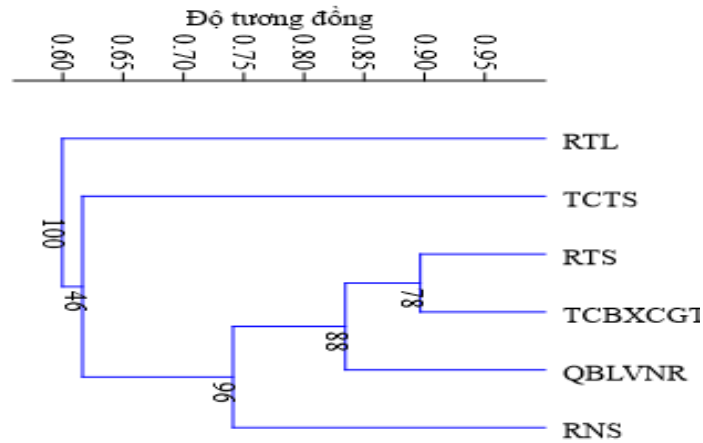 Độ tương đồng
0.60 0.65 0.70 0.75 0.80 0.85 0.90 0.95
RTL
TCTS
100
RTS
46
78
TCBXCGT
88
QBLVNR
96
RNS